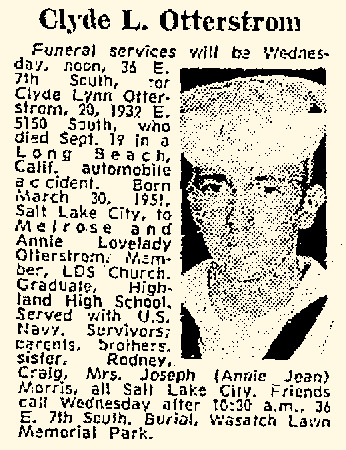 Clyde L. Otterstrom
Funeral services will be Wednes-
day, noon, 36 E.
7th South, for
Clyde Lynn Otter-
strom, 20, 1932 E.
5150 South, who
died Sept. 19 in a
Long Beach,
Calif. automobile
accident. Born
March 30, 1951,
Salt Lake City, to
Melrose and
Annie Lovelady
Otterstrom. Mem-
ber, LDS Church.
Graduate, High-
land High School.
Served with U.S.
Navy. Survivors:
parents, brothers,
sister, Rodney,
Craig, Mrs. Joseph (Annie Jean)
Morris, all Salt Lake City. Friends
call Wednesday after 10:30 a.m., 36
E. 7th South. Burial, Wasatch Lawn
Memorial Park.